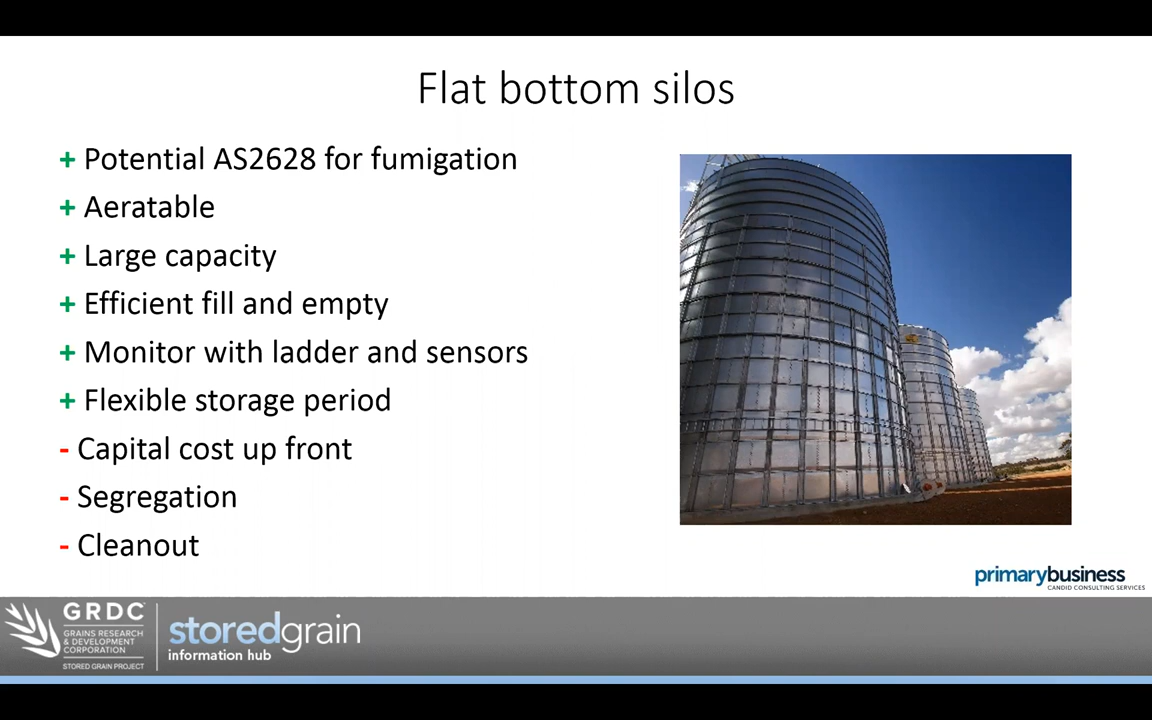 Flat bottom silos
+ Potential AS2628 for fumigation
+ Aeratable
+ Large capacity
+ Efficient fill and empty
+ Monitor with ladder and sensors
+ Flexible storage period
- Capital cost up front
- Segregation
- Cleanout
primarybusiness
CANDID CONSULTING SERVICES
GRDC
GRAINS RESEARCH
& DEVELOPMENT
CORPORATION
STORED GRAIN PROJECT
storedgrain
information hub